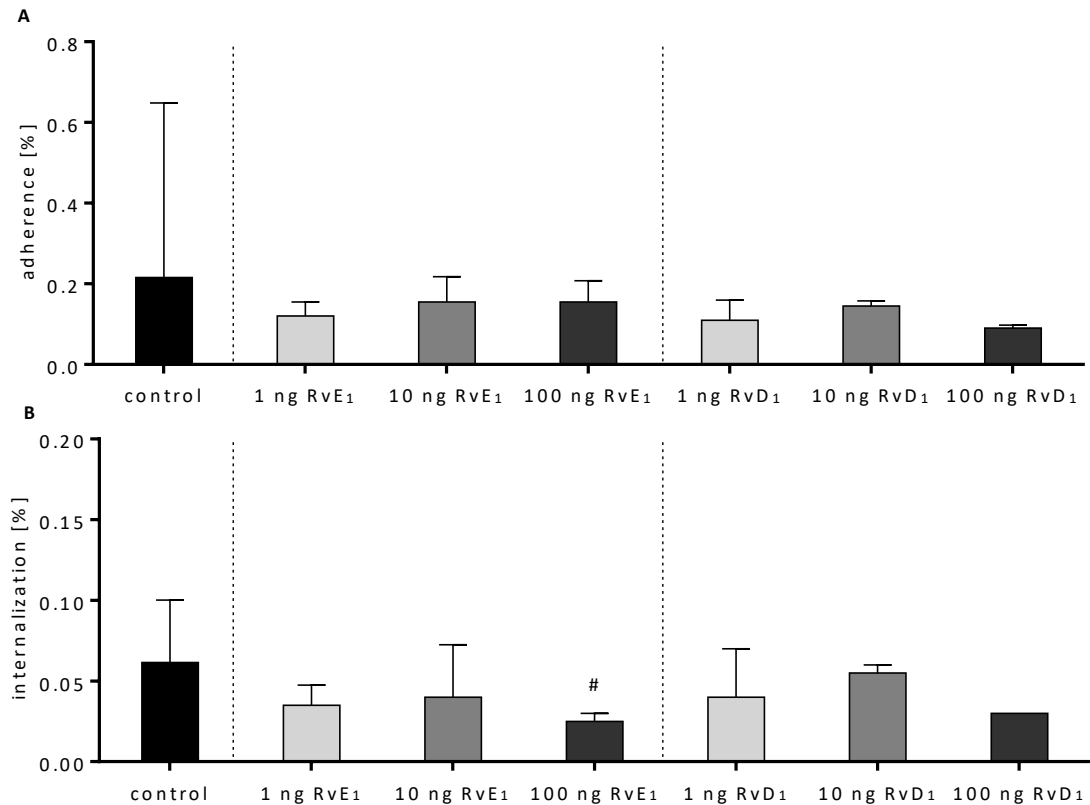 A
0.8
0.6
0.4
0.2
0.0
adherence [%]
control 1 ng RvE₁ 10 ng RvE₁ 100 ng RvE₁ 1 ng RvD₁ 10 ng RvD₁ 100 ng RvD₁
B
0.20
0.15
0.10
0.05
0.00
internalization [%]
#
control 1 ng RvE₁ 10 ng RvE₁ 100 ng RvE₁ 1 ng RvD₁ 10 ng RvD₁ 100 ng RvD₁